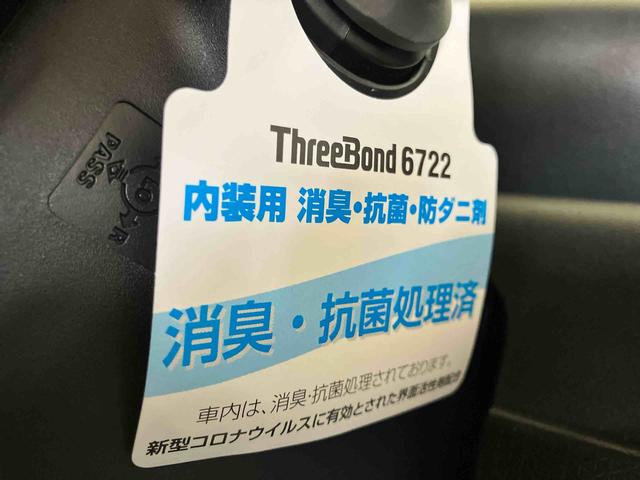 ThreeBond 6722
内装用 消臭・抗菌・防ダニ剤
消臭・抗菌処理済
車内は、消臭・抗菌処理されております。
新型コロナウイルスに有効とされた界面活性剤配合
PASS